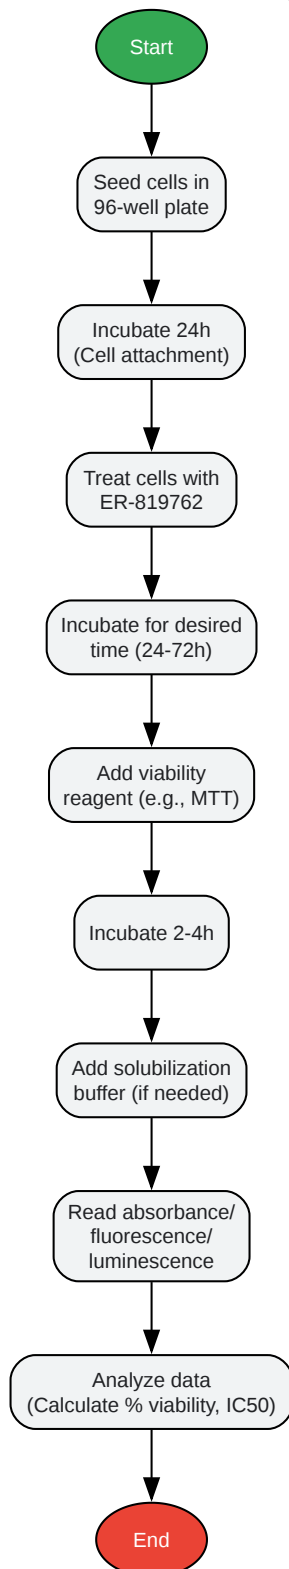 Start
Seed cells in
96-well plate
Incubate 24h
(Cell attachment)
Treat cells with
ER-819762
Incubate for desired
time (24-72h)
Add viability
reagent (e.g., MTT)
Incubate 2-4h
Add solubilization
buffer (if needed)
Read absorbance/
fluorescence/
luminescence
Analyze data
(Calculate % viability, IC50)
End